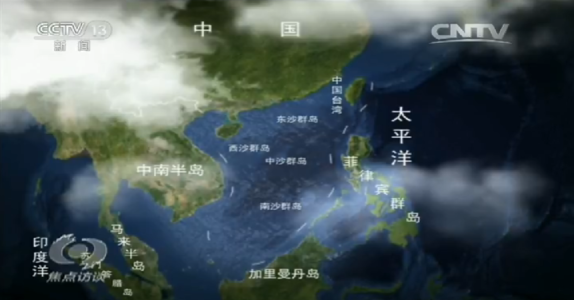 CCTV 13
新闻
CNTV
中国
中国台湾
东沙群岛
太平洋
西沙群岛
中沙群岛
菲律宾群岛
中南半岛
南沙群岛
马来半岛
印度洋
焦点访谈
加里曼丹岛